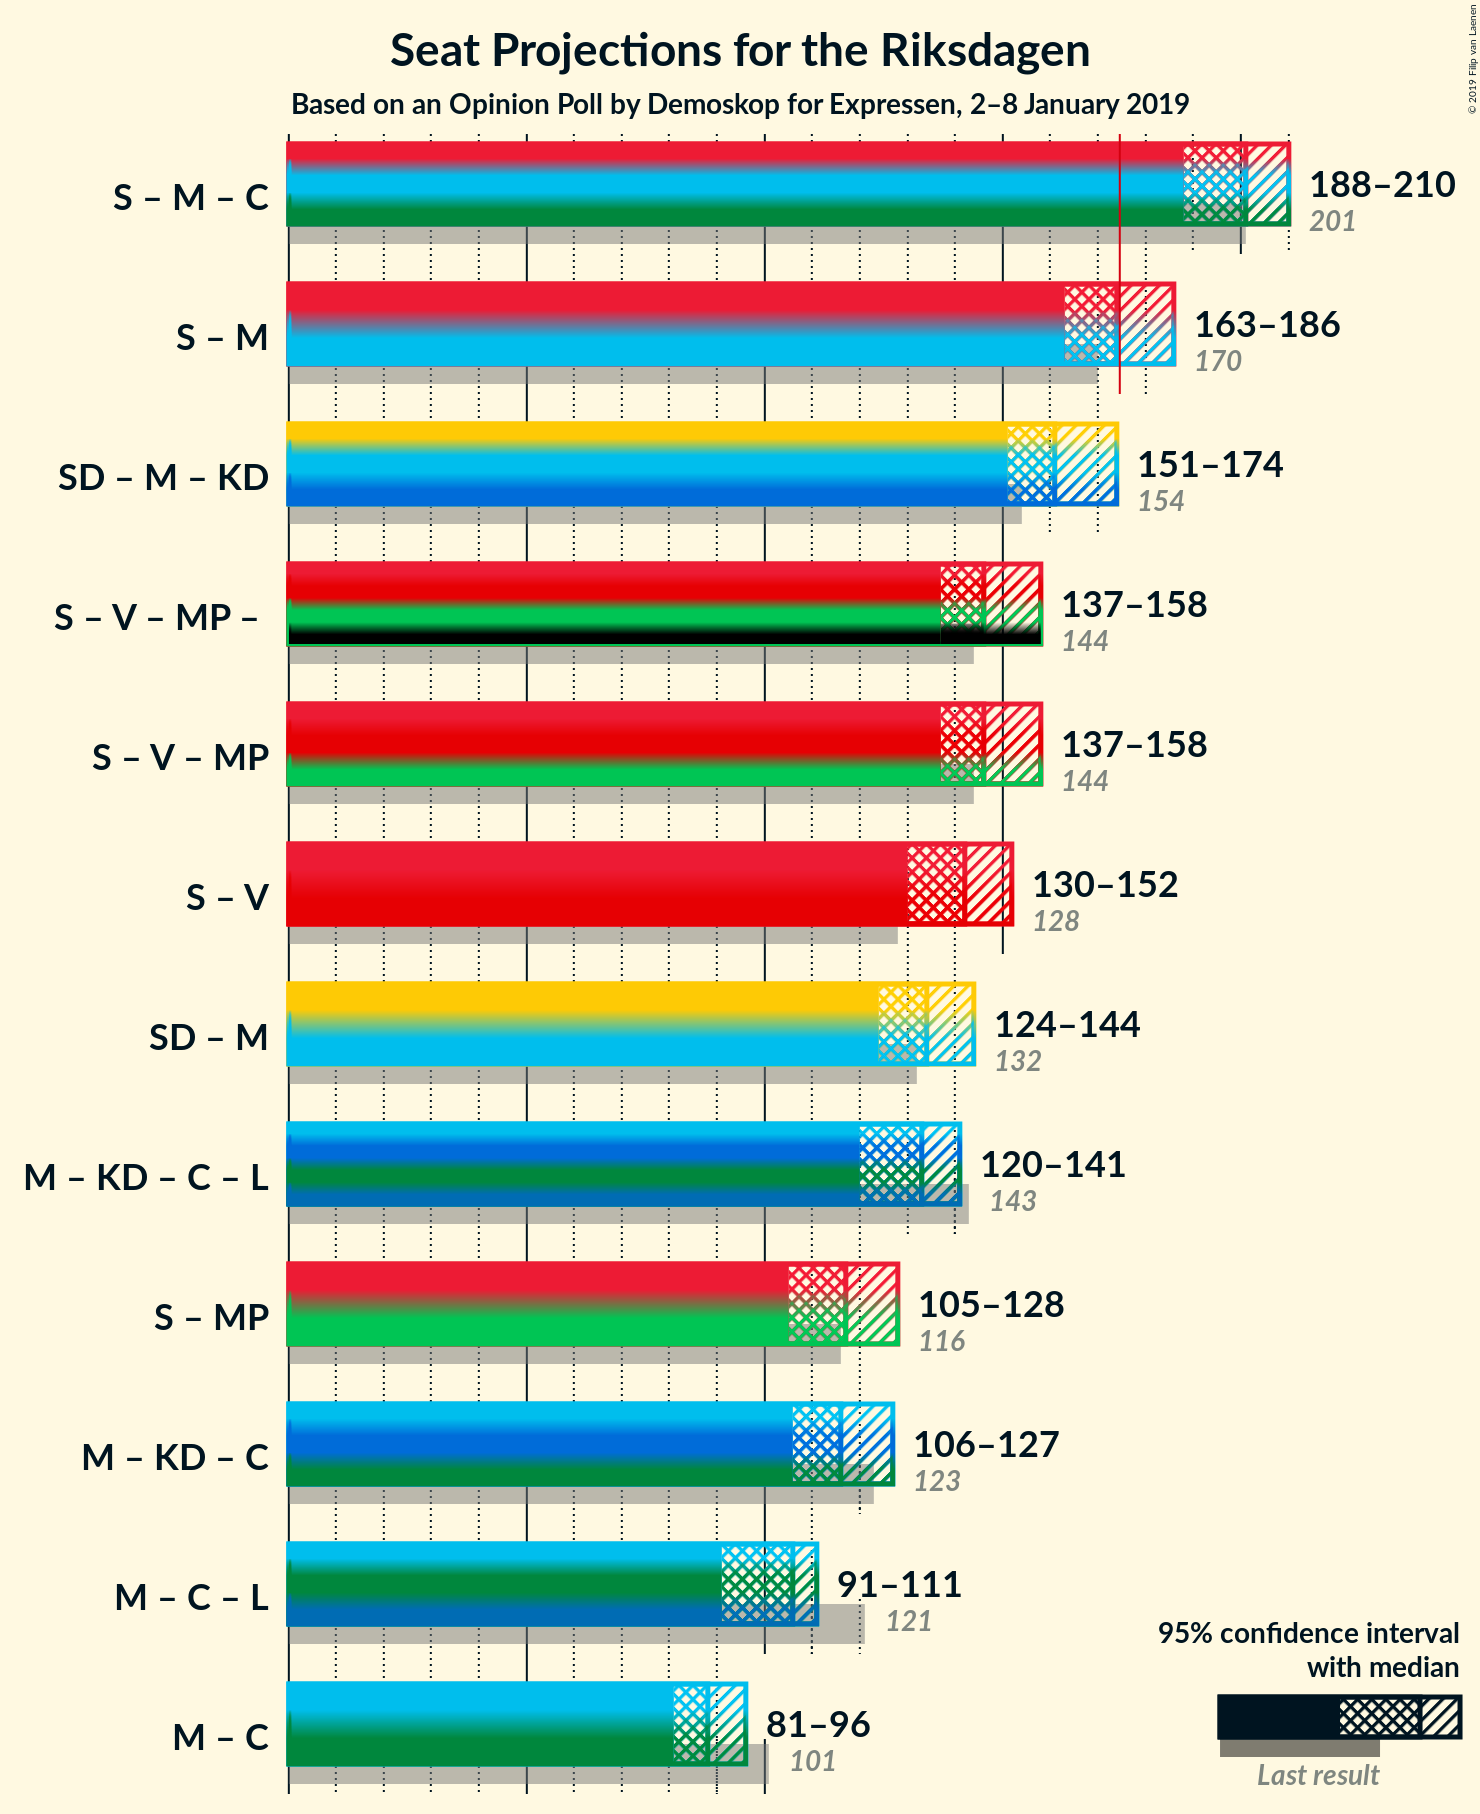 Seat Projections for the Riksdagen
Based on an Opinion Poll by Demoskop for Expressen, 2–8 January 2019
© 2019 Filip van Laenen
S – M – C
188–210
201
S – M
163–186
170
SD – M – KD
151–174
154
S – V – MP –
137–158
144
S – V – MP
137–158
144
S – V
130–152
128
SD – M
124–144
132
M – KD – C – L
120–141
143
S – MP
105–128
116
M – KD – C
106–127
123
M – C – L
91–111
121
M – C
81–96
101
95% confidence interval
with median
Last result